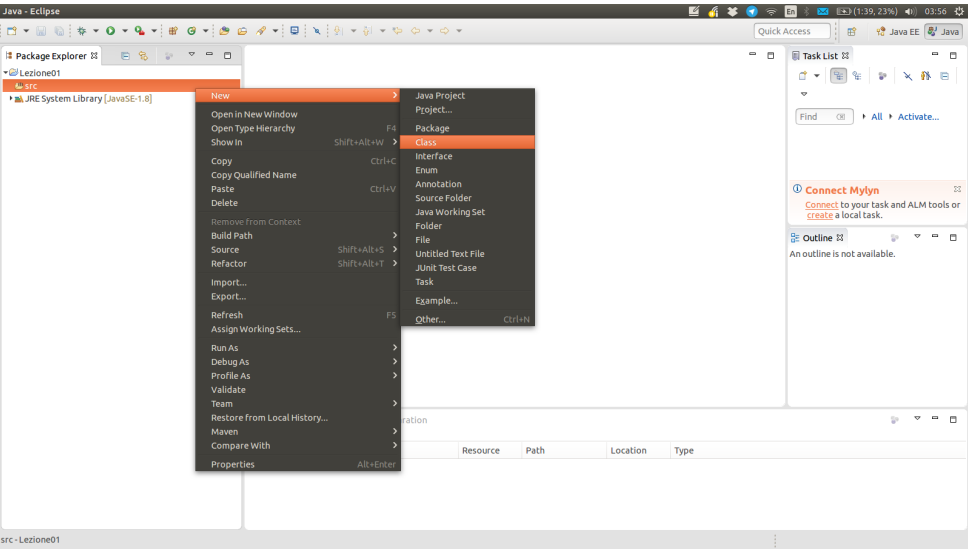 Java - Eclipse
En
(1:39, 23%)
03:56
Quick Access
Java EE
Java
Package Explorer
Lezione01
src
JRE System Library [JavaSE-1.8]
New
Open in New Window
Open Type Hierarchy F4
Show In Shift+Alt+W
Copy Ctrl+C
Copy Qualified Name
Paste Ctrl+V
Delete
Remove from Context
Build Path
Source Shift+Alt+S
Refactor Shift+Alt+T
Import...
Export...
Refresh F5
Assign Working Sets...
Run As
Debug As
Profile As
Validate
Team
Restore from Local History...
Maven
Compare With
Properties Alt+Enter
Java Project
Project...
Package
Class
Interface
Enum
Annotation
Source Folder
Java Working Set
Folder
File
Untitled Text File
JUnit Test Case
Task
Example...
Other... Ctrl+N
Task List
Find
All
Activate...
Connect Mylyn
Connect to your task and ALM tools or
create a local task.
Outline
An outline is not available.
ration
Resource Path Location Type
src - Lezione01